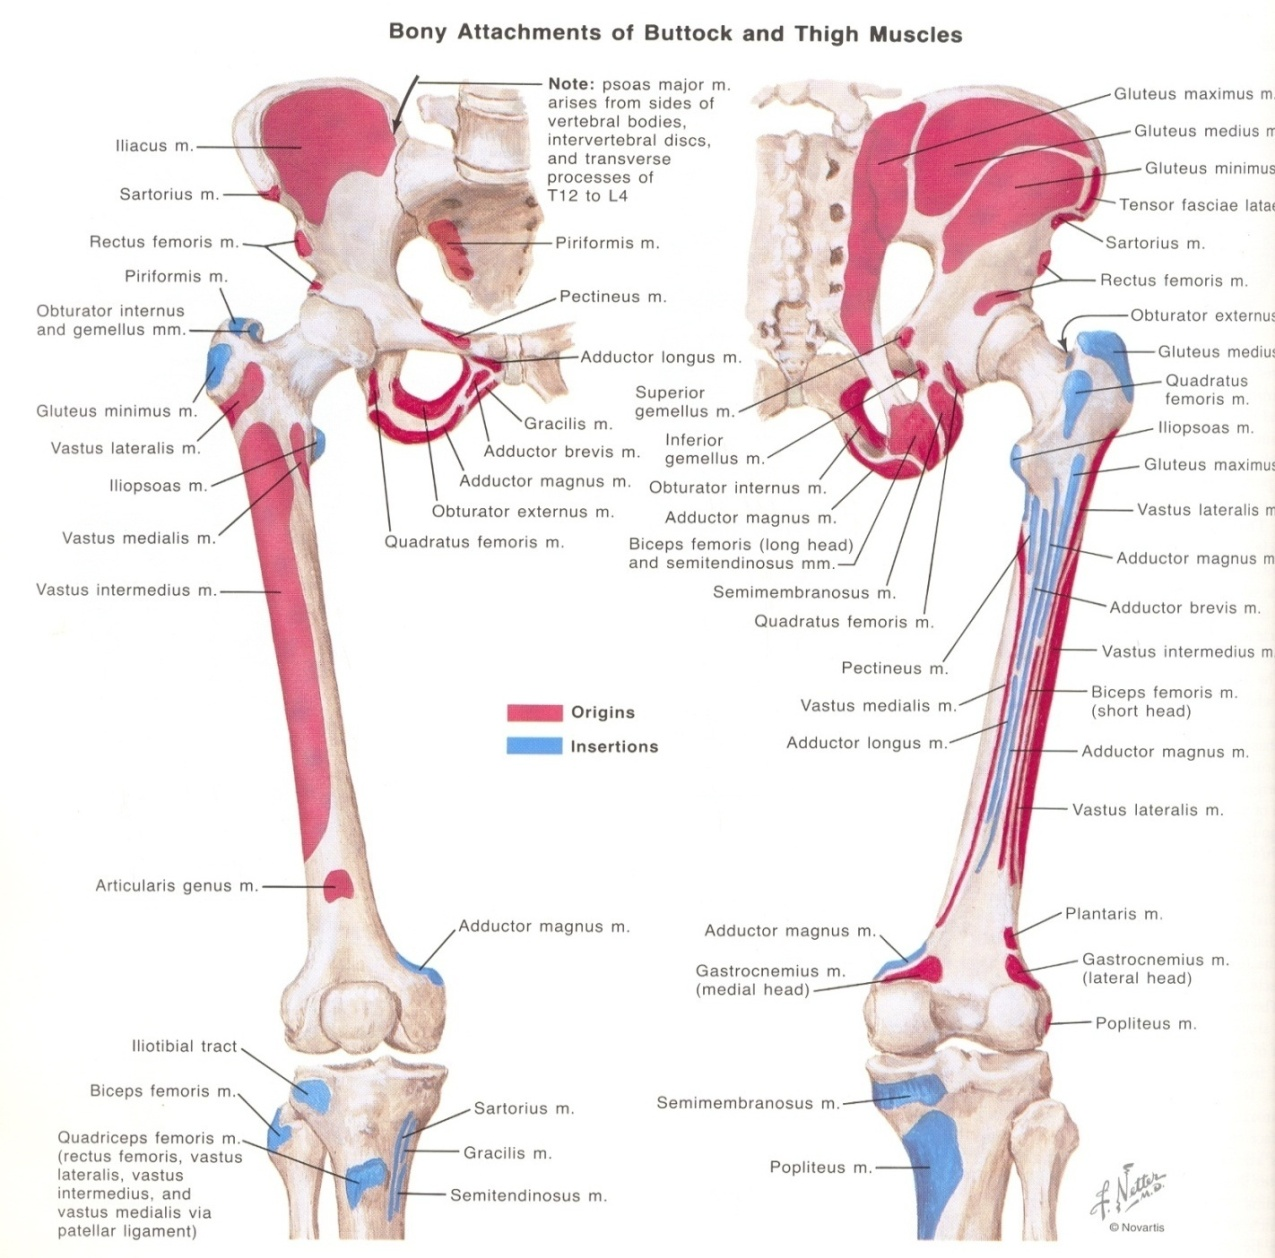 Bony Attachments of Buttock and Thigh Muscles
Note: psoas major m.
arises from sides of
vertebral bodies,
intervertebral discs,
and transverse
processes of
T12 to L4
Iliacus m.
Sartorius m.
Rectus femoris m.
Piriformis m.
Obturator internus
and gemellus mm.
Gluteus minimus m.
Vastus lateralis m.
Iliopsoas m.
Vastus medialis m.
Vastus intermedius m.
Piriformis m.
Pectineus m.
Adductor longus m.
Gracilis m.
Adductor brevis m.
Adductor magnus m.
Obturator externus m.
Quadratus femoris m.
Articularis genus m.
Adductor magnus m.
Iliotibial tract
Biceps femoris m.
Quadriceps femoris m.
(rectus femoris, vastus
lateralis, vastus
intermedius, and
vastus medialis via
patellar ligament)
Sartorius m.
Gracilis m.
Semitendinosus m.
Origins
Insertions
Gluteus maximus m.
Gluteus medius m
Gluteus minimus
Tensor fasciae latae
Sartorius m.
Rectus femoris m.
Obturator externus
Gluteus medius
Quadratus
femoris m.
Iliopsoas m.
Gluteus maximus
Vastus lateralis m
Adductor magnus m
Adductor brevis m.
Vastus intermedius m
Biceps femoris m.
(short head)
Adductor magnus m.
Vastus lateralis m.
Superior
gemellus m.
Inferior
gemellus m.
Obturator internus m.
Adductor magnus m.
Biceps femoris (long head)
and semitendinosus mm.
Semimembranosus m.
Quadratus femoris m.
Pectineus m.
Vastus medialis m.
Adductor longus m.
Adductor magnus m.
Gastrocnemius m.
(medial head)
Plantaris m.
Gastrocnemius m.
(lateral head)
Popliteus m.
Semimembranosus m.
Popliteus m.
F. Netter
M.D.
© Novartis